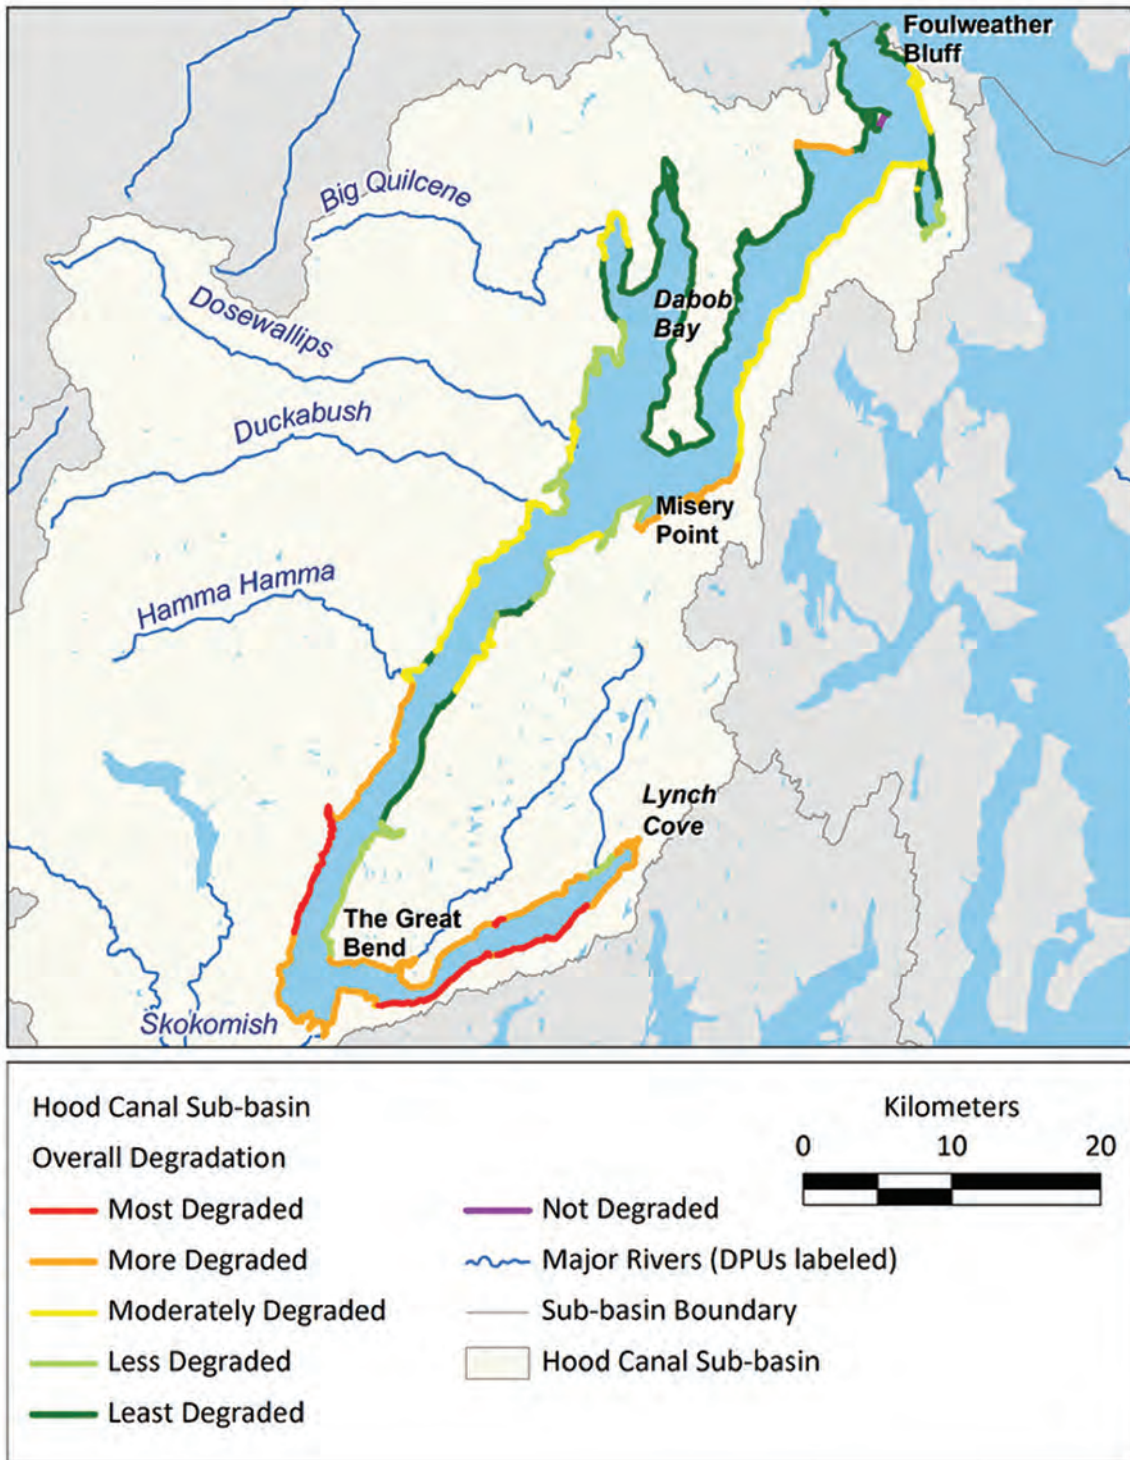 Foulweather
Bluff
Big Quilcene
Dosewallips
Dabob
Bay
Duckabush
Misery
Point
Hamma Hamma
Lynch
Cove
The Great
Bend
Skokomish
Hood Canal Sub-basin
Overall Degradation
Most Degraded
More Degraded
Moderately Degraded
Less Degraded
Least Degraded
Not Degraded
Major Rivers (DPUs labeled)
Sub-basin Boundary
Hood Canal Sub-basin
Kilometers
0 10 20